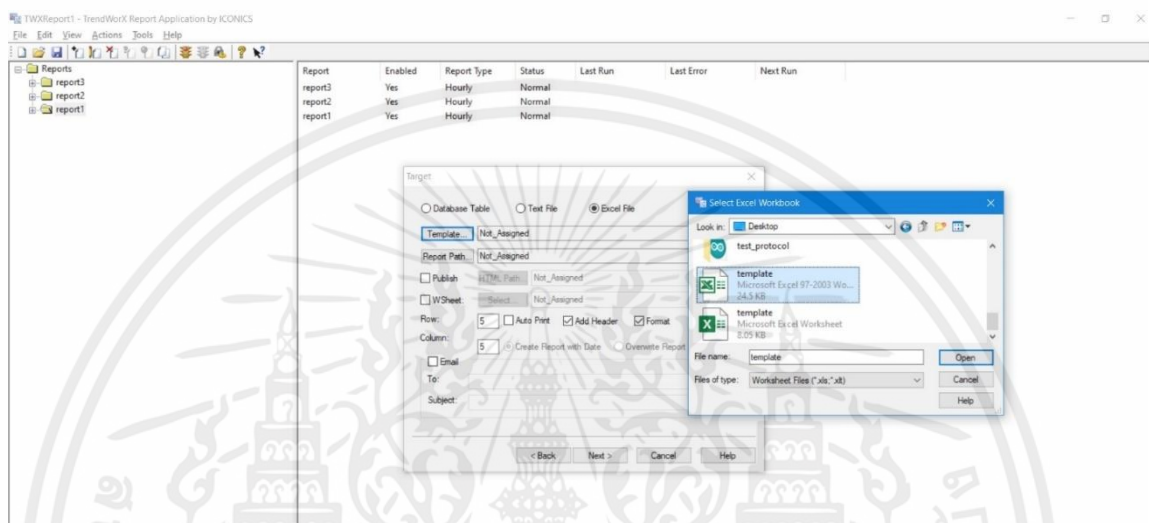 TWXReport1 - TrendWorX Report Application by ICONICS
File Edit View Actions Tools Help
Reports
report3
report2
report1
Report Enabled Report Type Status Last Run Last Error Next Run
report3 Yes Hourly Normal
report2 Yes Hourly Normal
report1 Yes Hourly Normal
Target
Database Table Text File Excel File
Template... Not_Assigned
Report Path... Not_Assigned
Publish HTML Path Not_Assigned
WSheet: Select... Not_Assigned
Row: 5 Auto Print Add Header Format
Column: 5 Create Report with Date Overwrite Report
Email
To:
Subject:
< Back Next > Cancel Help
Select Excel Workbook
Look in: Desktop
test_protocol
template
Microsoft Excel 97-2003 Wo...
24.5 KB
template
Microsoft Excel Worksheet
8.05 KB
File name: template Open
Files of type: Worksheet Files (*.xls;*.xlt) Cancel
Help